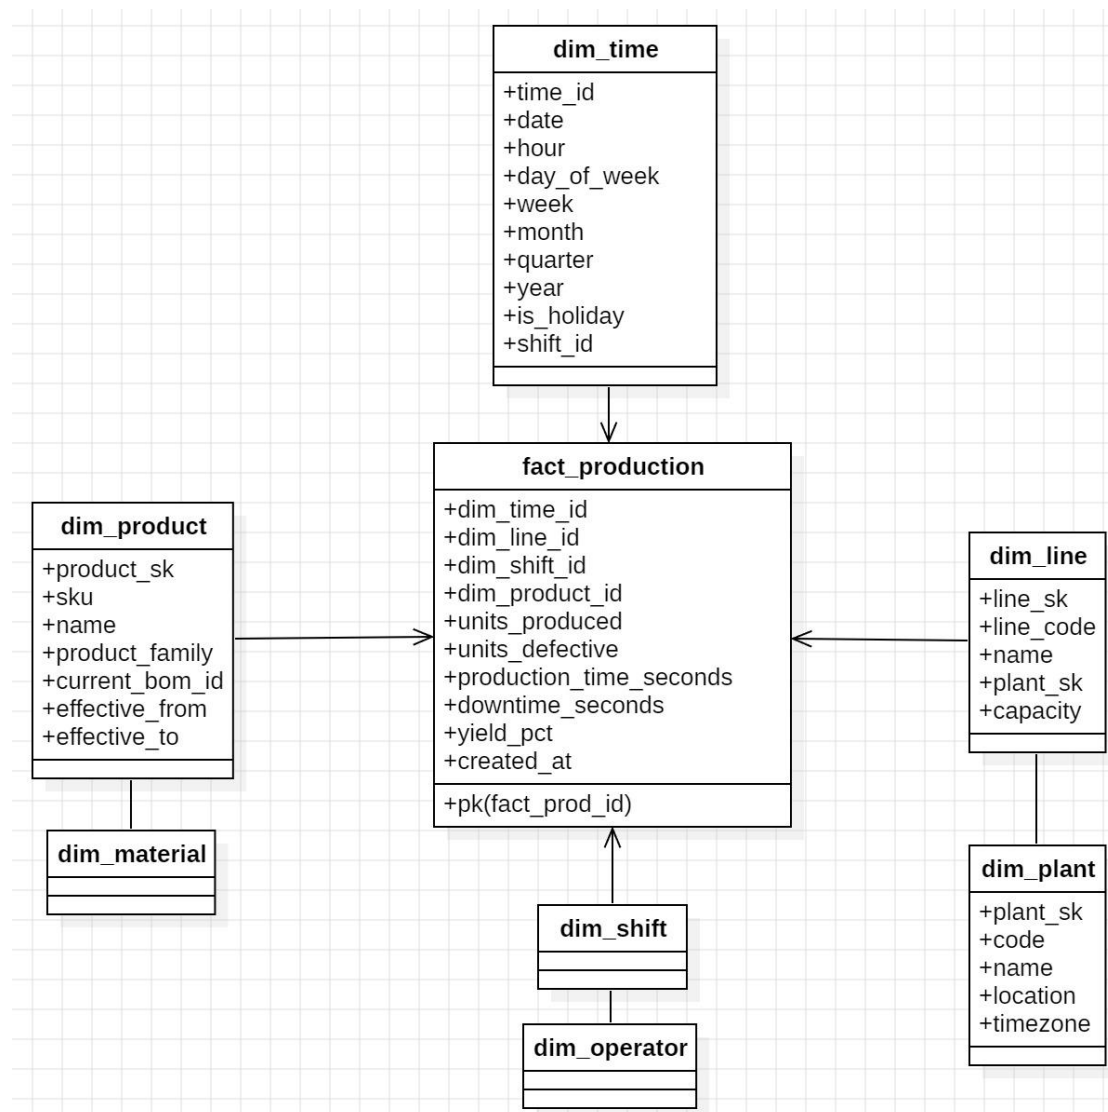 dim_time
+time_id
+date
+hour
+day_of_week
+week
+month
+quarter
+year
+is_holiday
+shift_id
fact_production
+dim_time_id
+dim_line_id
+dim_shift_id
+dim_product_id
+units_produced
+units_defective
+production_time_seconds
+downtime_seconds
+yield_pct
+created_at
+pk(fact_prod_id)
dim_product
+product_sk
+sku
+name
+product_family
+current_bom_id
+effective_from
+effective_to
dim_material
dim_line
+line_sk
+line_code
+name
+plant_sk
+capacity
dim_plant
+plant_sk
+code
+name
+location
+timezone
dim_shift
dim_operator